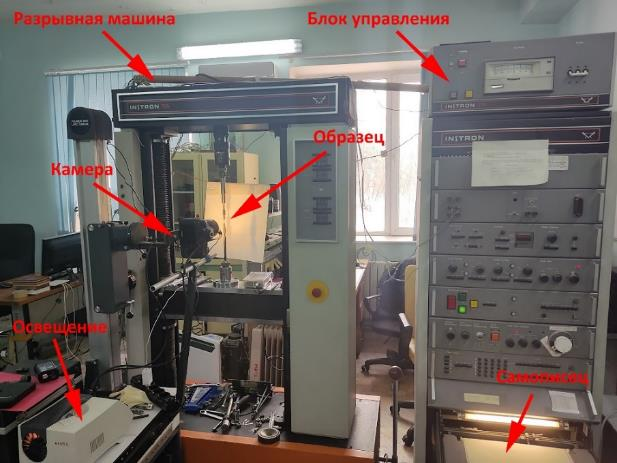 Разрывная машина
Блок управления
INSTRON
INSTRON
INSTRON
Образец
Камера
Освещение
Самописец